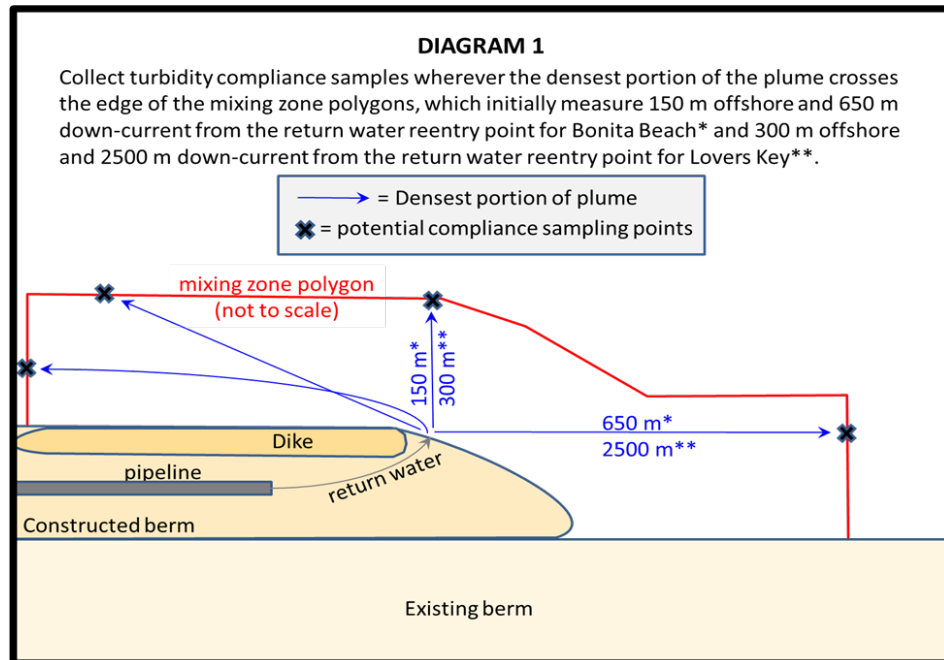 DIAGRAM 1
Collect turbidity compliance samples wherever the densest portion of the plume crosses
the edge of the mixing zone polygons, which initially measure 150 m offshore and 650 m
down-current from the return water reentry point for Bonita Beach* and 300 m offshore
and 2500 m down-current from the return water reentry point for Lovers Key**.
= Densest portion of plume
= potential compliance sampling points
mixing zone polygon
(not to scale)
150 m*
300 m**
650 m*
2500 m**
Dike
pipeline
return water
Constructed berm
Existing berm